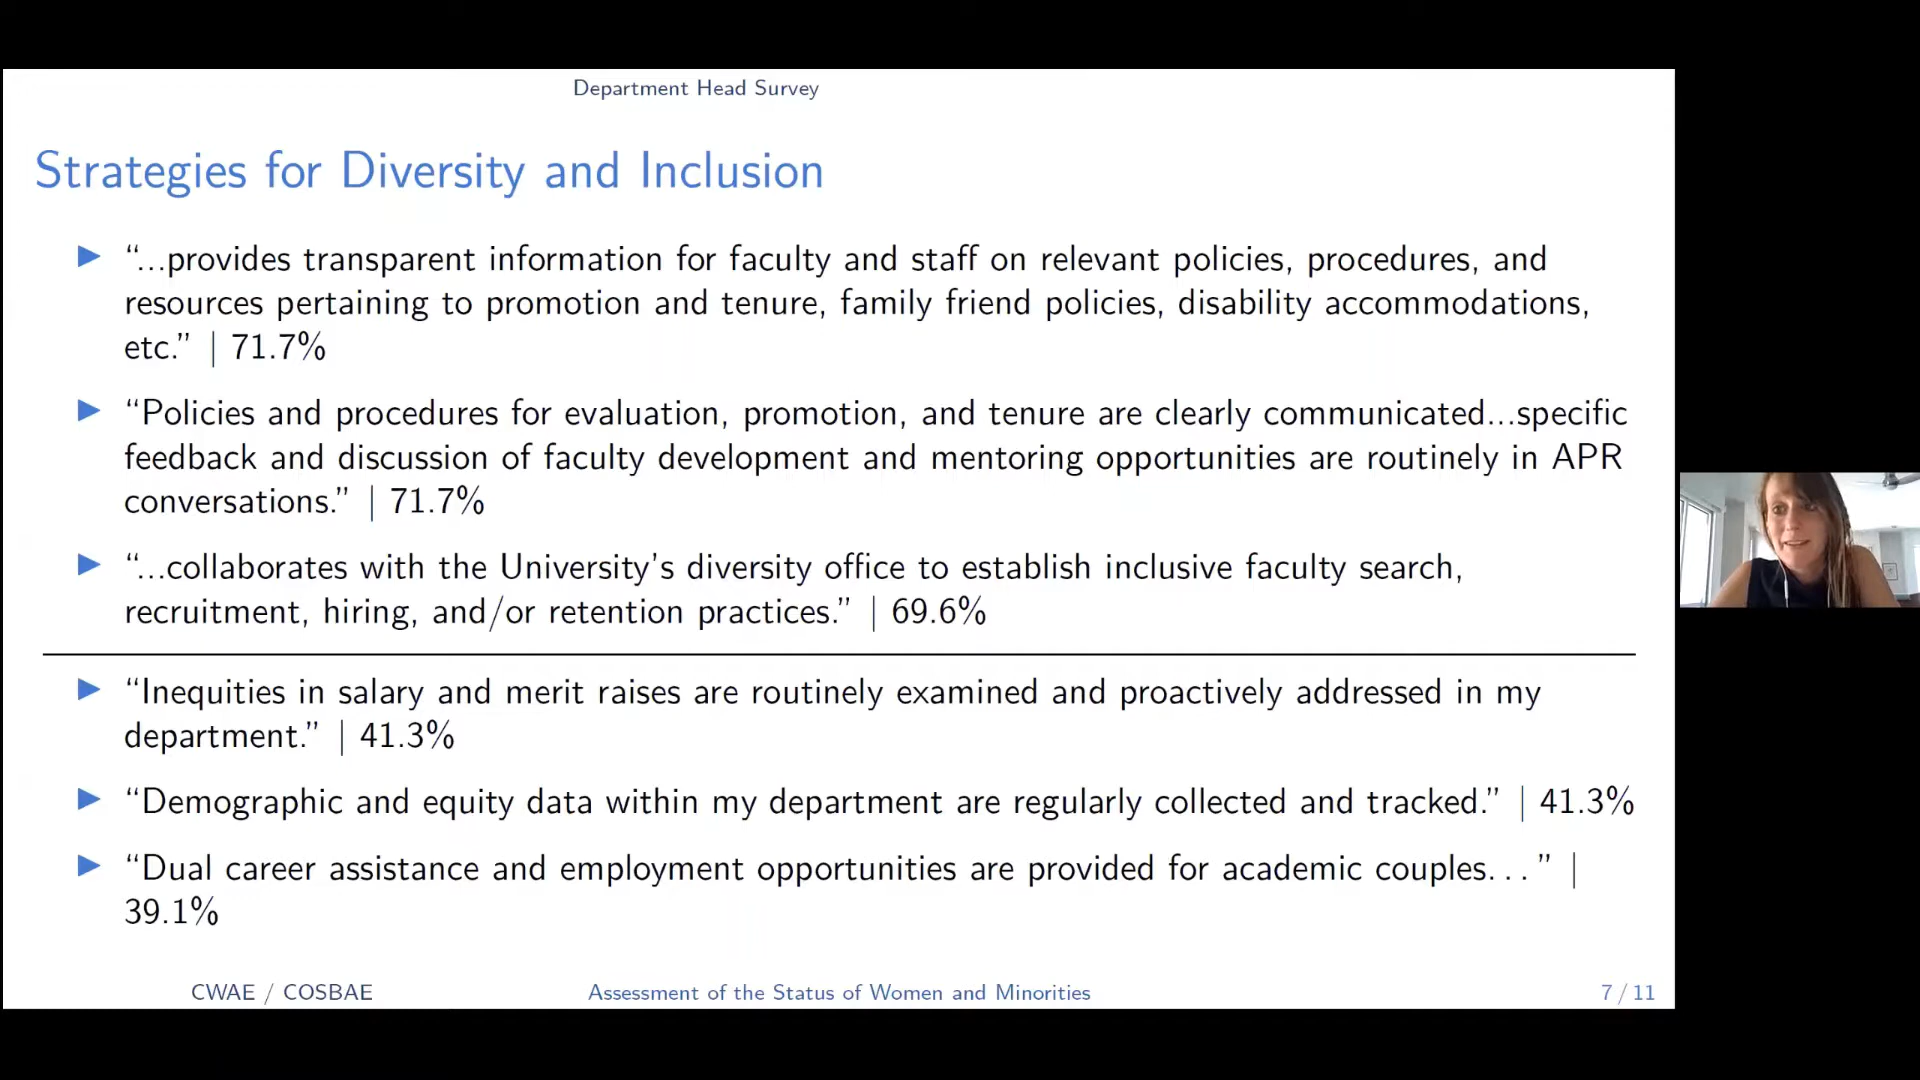 Department Head Survey
Strategies for Diversity and Inclusion
“...provides transparent information for faculty and staff on relevant policies, procedures, and
resources pertaining to promotion and tenure, family friend policies, disability accommodations,
etc.” | 71.7%
“Policies and procedures for evaluation, promotion, and tenure are clearly communicated...specific
feedback and discussion of faculty development and mentoring opportunities are routinely in APR
conversations.” | 71.7%
“...collaborates with the University’s diversity office to establish inclusive faculty search,
recruitment, hiring, and/or retention practices.” | 69.6%
“Inequities in salary and merit raises are routinely examined and proactively addressed in my
department.” | 41.3%
“Demographic and equity data within my department are regularly collected and tracked.” | 41.3%
“Dual career assistance and employment opportunities are provided for academic couples. . . ” |
39.1%
CWAE / COSBAE Assessment of the Status of Women and Minorities 7 / 11